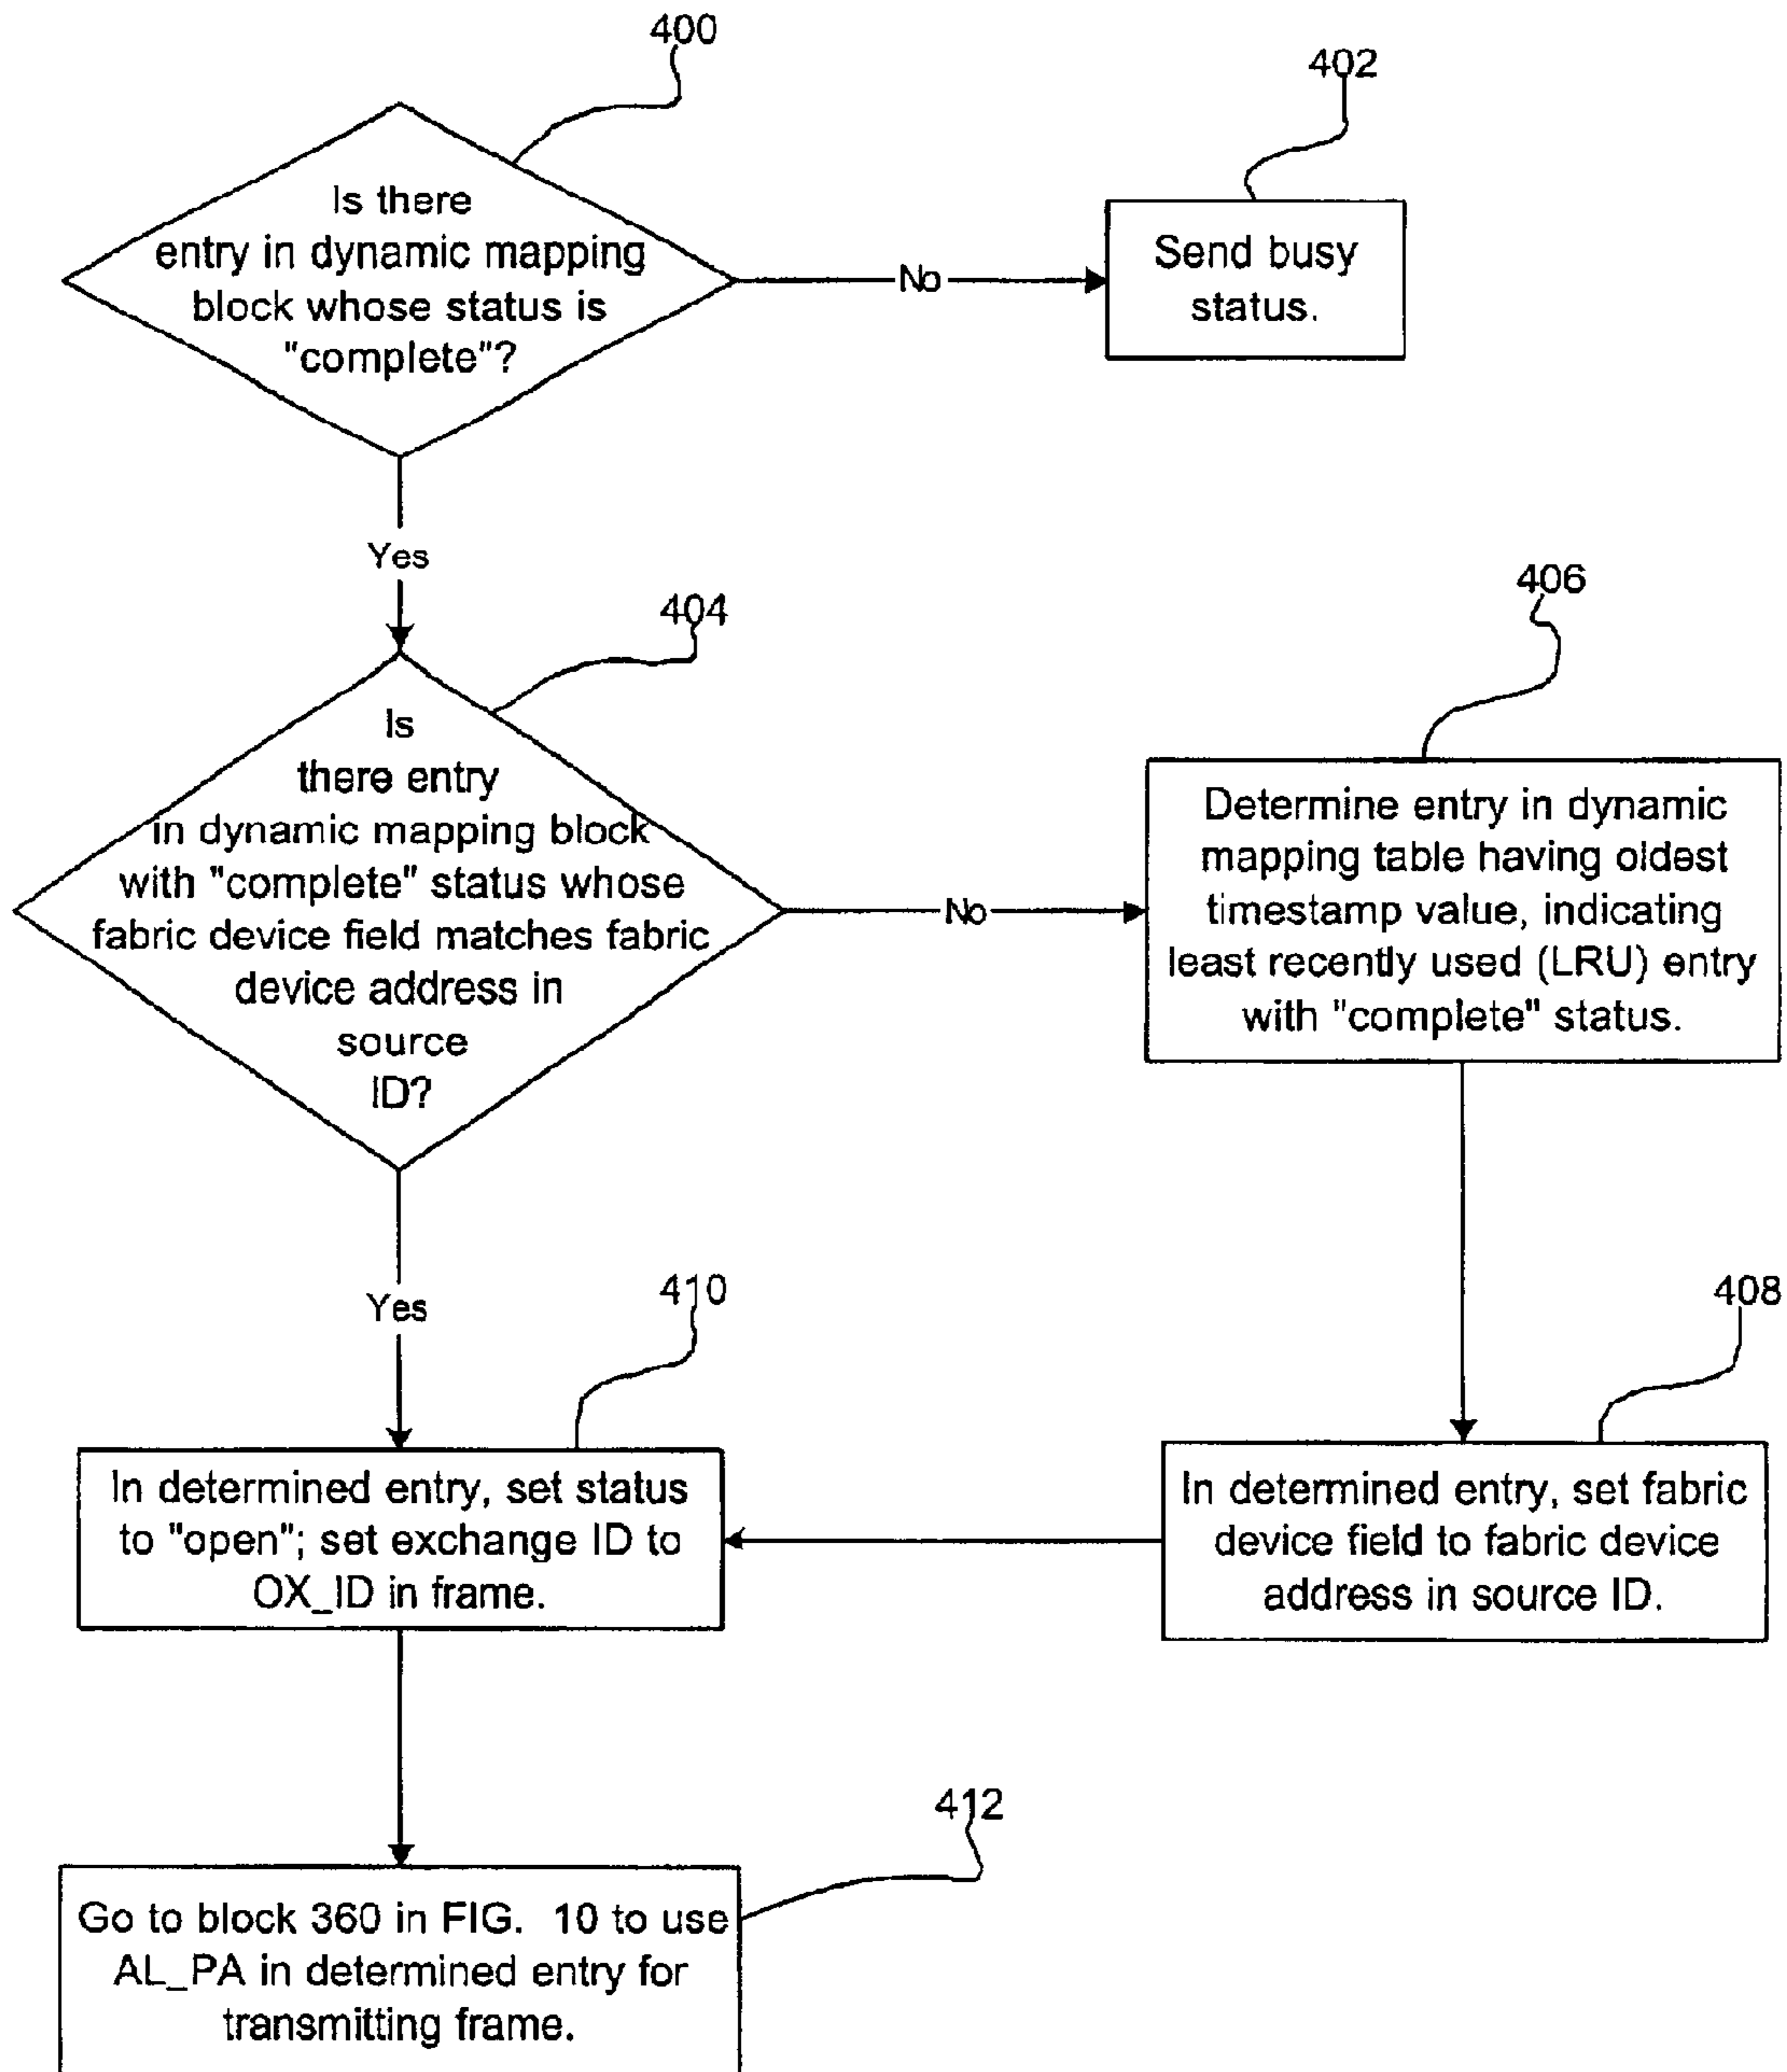 400
402
Is there
entry in dynamic mapping
block whose status is
"complete"?
No
Send busy
status.
Yes
404
406
Is
there entry
in dynamic mapping block
with "complete" status whose
fabric device field matches fabric
device address in
source
ID?
No
Determine entry in dynamic
mapping table having oldest
timestamp value, indicating
least recently used (LRU) entry
with "complete" status.
Yes
410
408
In determined entry, set status
to "open"; set exchange ID to
OX_ID in frame.
In determined entry, set fabric
device field to fabric device
address in source ID.
412
Go to block 360 in FIG. 10 to use
AL_PA in determined entry for
transmitting frame.